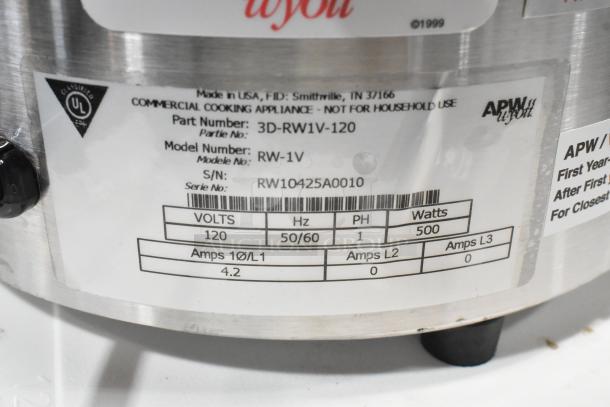 wyott
©1999
CLASSIFIED
UL
Made in USA, FID: Smithville, TN 37166
COMMERCIAL COOKING APPLIANCE - NOT FOR HOUSEHOLD USE
APW wyott
Part Number: 3D-RW1V-120
Partie No:
Model Number: RW-1V
Modele No:
S/N: RW10425A0010
Serie No:
VOLTS Hz PH Watts
120 50/60 1 500
Amps 1Ø/L1 Amps L2 Amps L3
4.2 0 0
APW/
First Year-
After First
For Closest